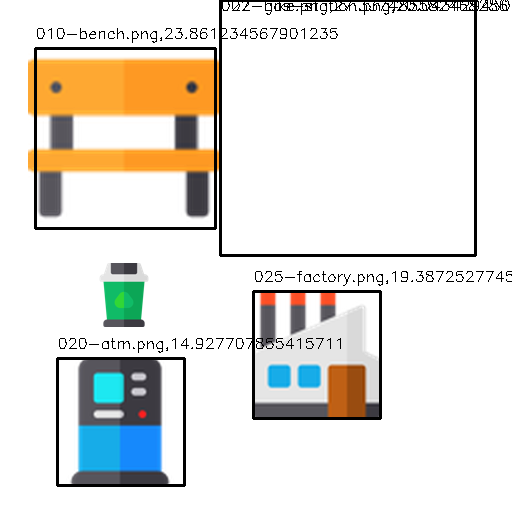 010-bench.png,23.861234567901235
025-factory.png,19.3872527745
020-atm.png,14.927707855415711